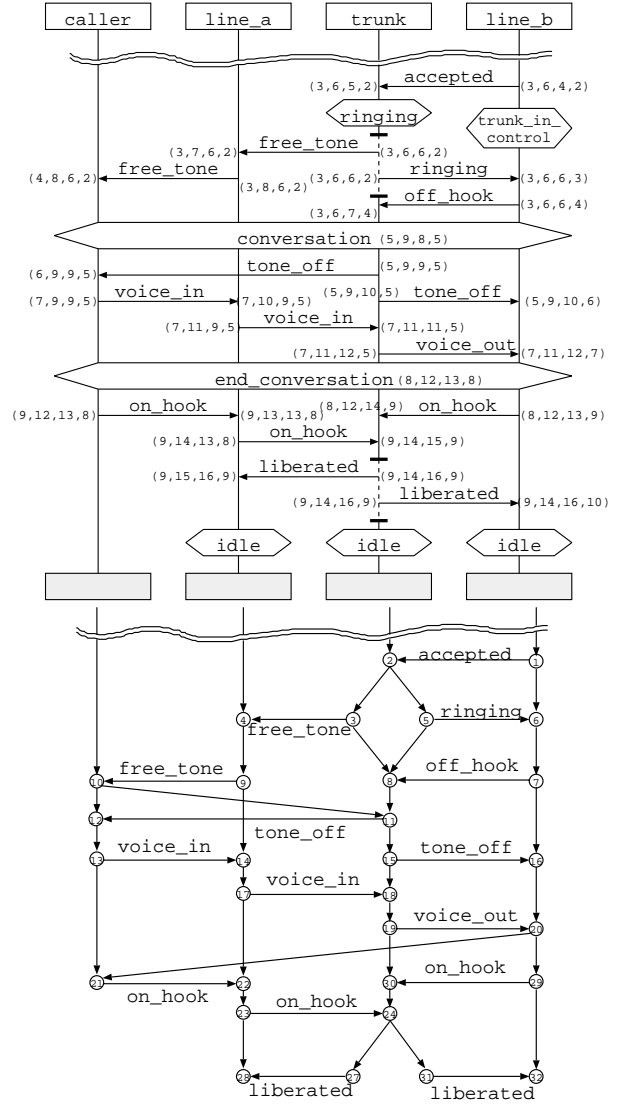 caller line_a trunk line_b
accepted
(3,6,5,2) (3,6,4,2)
ringing trunk_in_
control
free_tone
(3,7,6,2) (3,6,6,2)
free_tone ringing
(4,8,6,2) (3,8,6,2) (3,6,6,2) (3,6,6,3)
off_hook
(3,6,7,4) (3,6,6,4)
conversation (5,9,8,5)
tone_off
(6,9,9,5) (5,9,9,5)
voice_in tone_off
(7,9,9,5) 7,10,9,5) (5,9,10,5) (5,9,10,6)
voice_in
(7,11,9,5) (7,11,11,5)
voice_out
(7,11,12,5) (7,11,12,7)
end_conversation (8,12,13,8)
on_hook on_hook
(9,12,13,8) (9,13,13,8) (8,12,14,9) (8,12,13,9)
on_hook
(9,14,13,8) (9,14,15,9)
liberated
(9,15,16,9) (9,14,16,9)
liberated
(9,14,16,9) (9,14,16,10)
idle idle idle
2 accepted 1
4 free_tone 3 5 ringing 6
10 free_tone 9 8 off_hook 7
12 tone_off 11
13 voice_in 14 15 tone_off 16
17 voice_in 18
19 voice_out 20
21 on_hook 22 30 on_hook 29
23 on_hook 24
28 liberated 27 31 liberated 32